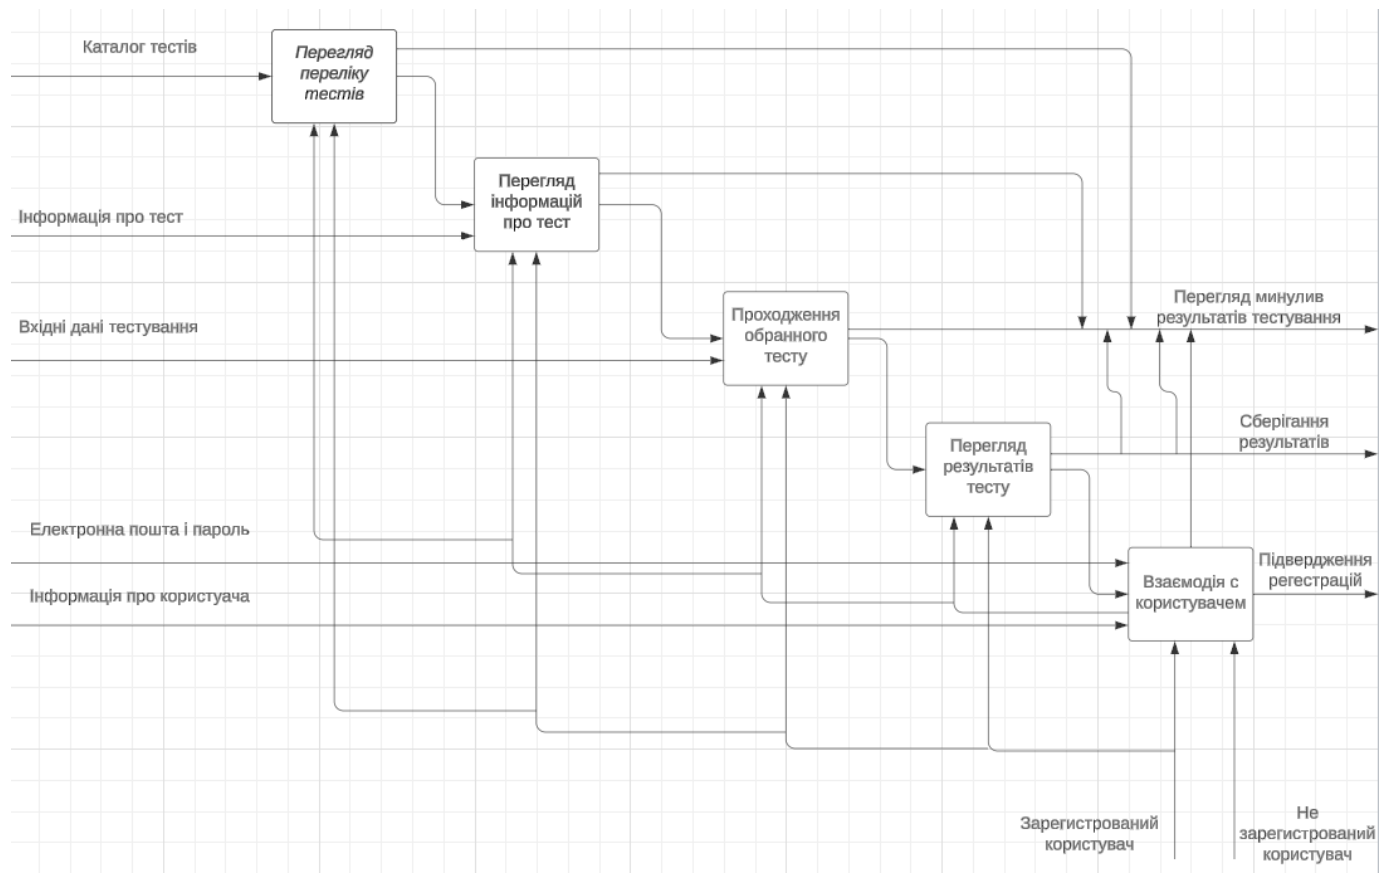 Каталог тестів
Перегляд
переліку
тестів
Перегляд
інформацій
про тест
Інформація про тест
Вхідні дані тестування
Проходження
обранного
тесту
Перегляд минулив
результатів тестування
Перегляд
результатів
тесту
Сберігання
результатів
Електронна пошта і пароль
Інформація про користуача
Взаємодія с
користувачем
Підвердження
регестрацій
Зарегистрований
користувач
Не
зарегистрований
користувач